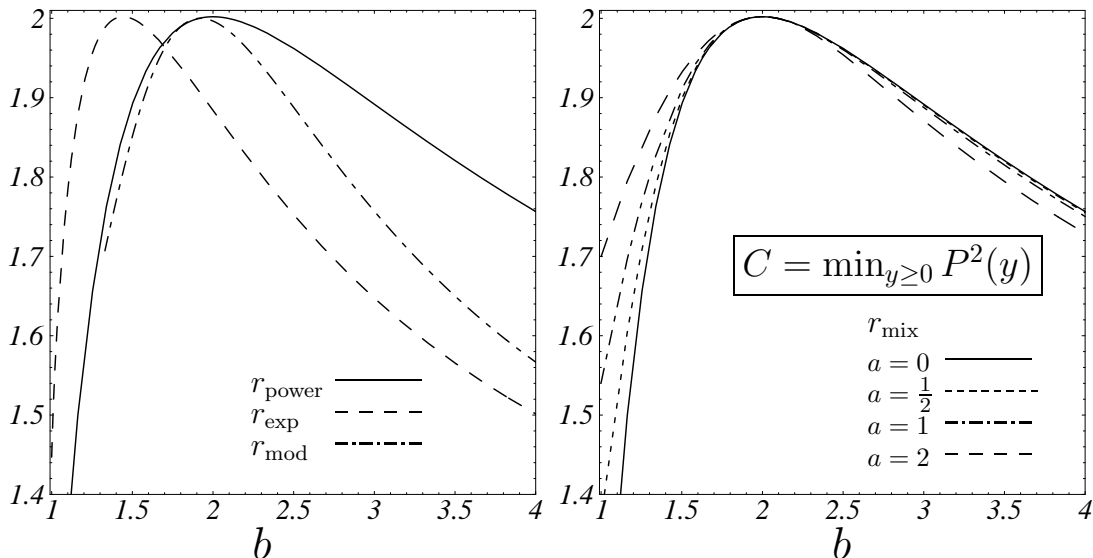 2
1.9
1.8
1.7
1.6
1.5
1.4
1 1.5 2 2.5 3 3.5 4
b
r_power
r_exp
r_mod
2
1.9
1.8
1.7
1.6
1.5
1.4
1 1.5 2 2.5 3 3.5 4
b
C = min_{y≥0} P²(y)
r_mix
a = 0
a = 1/2
a = 1
a = 2